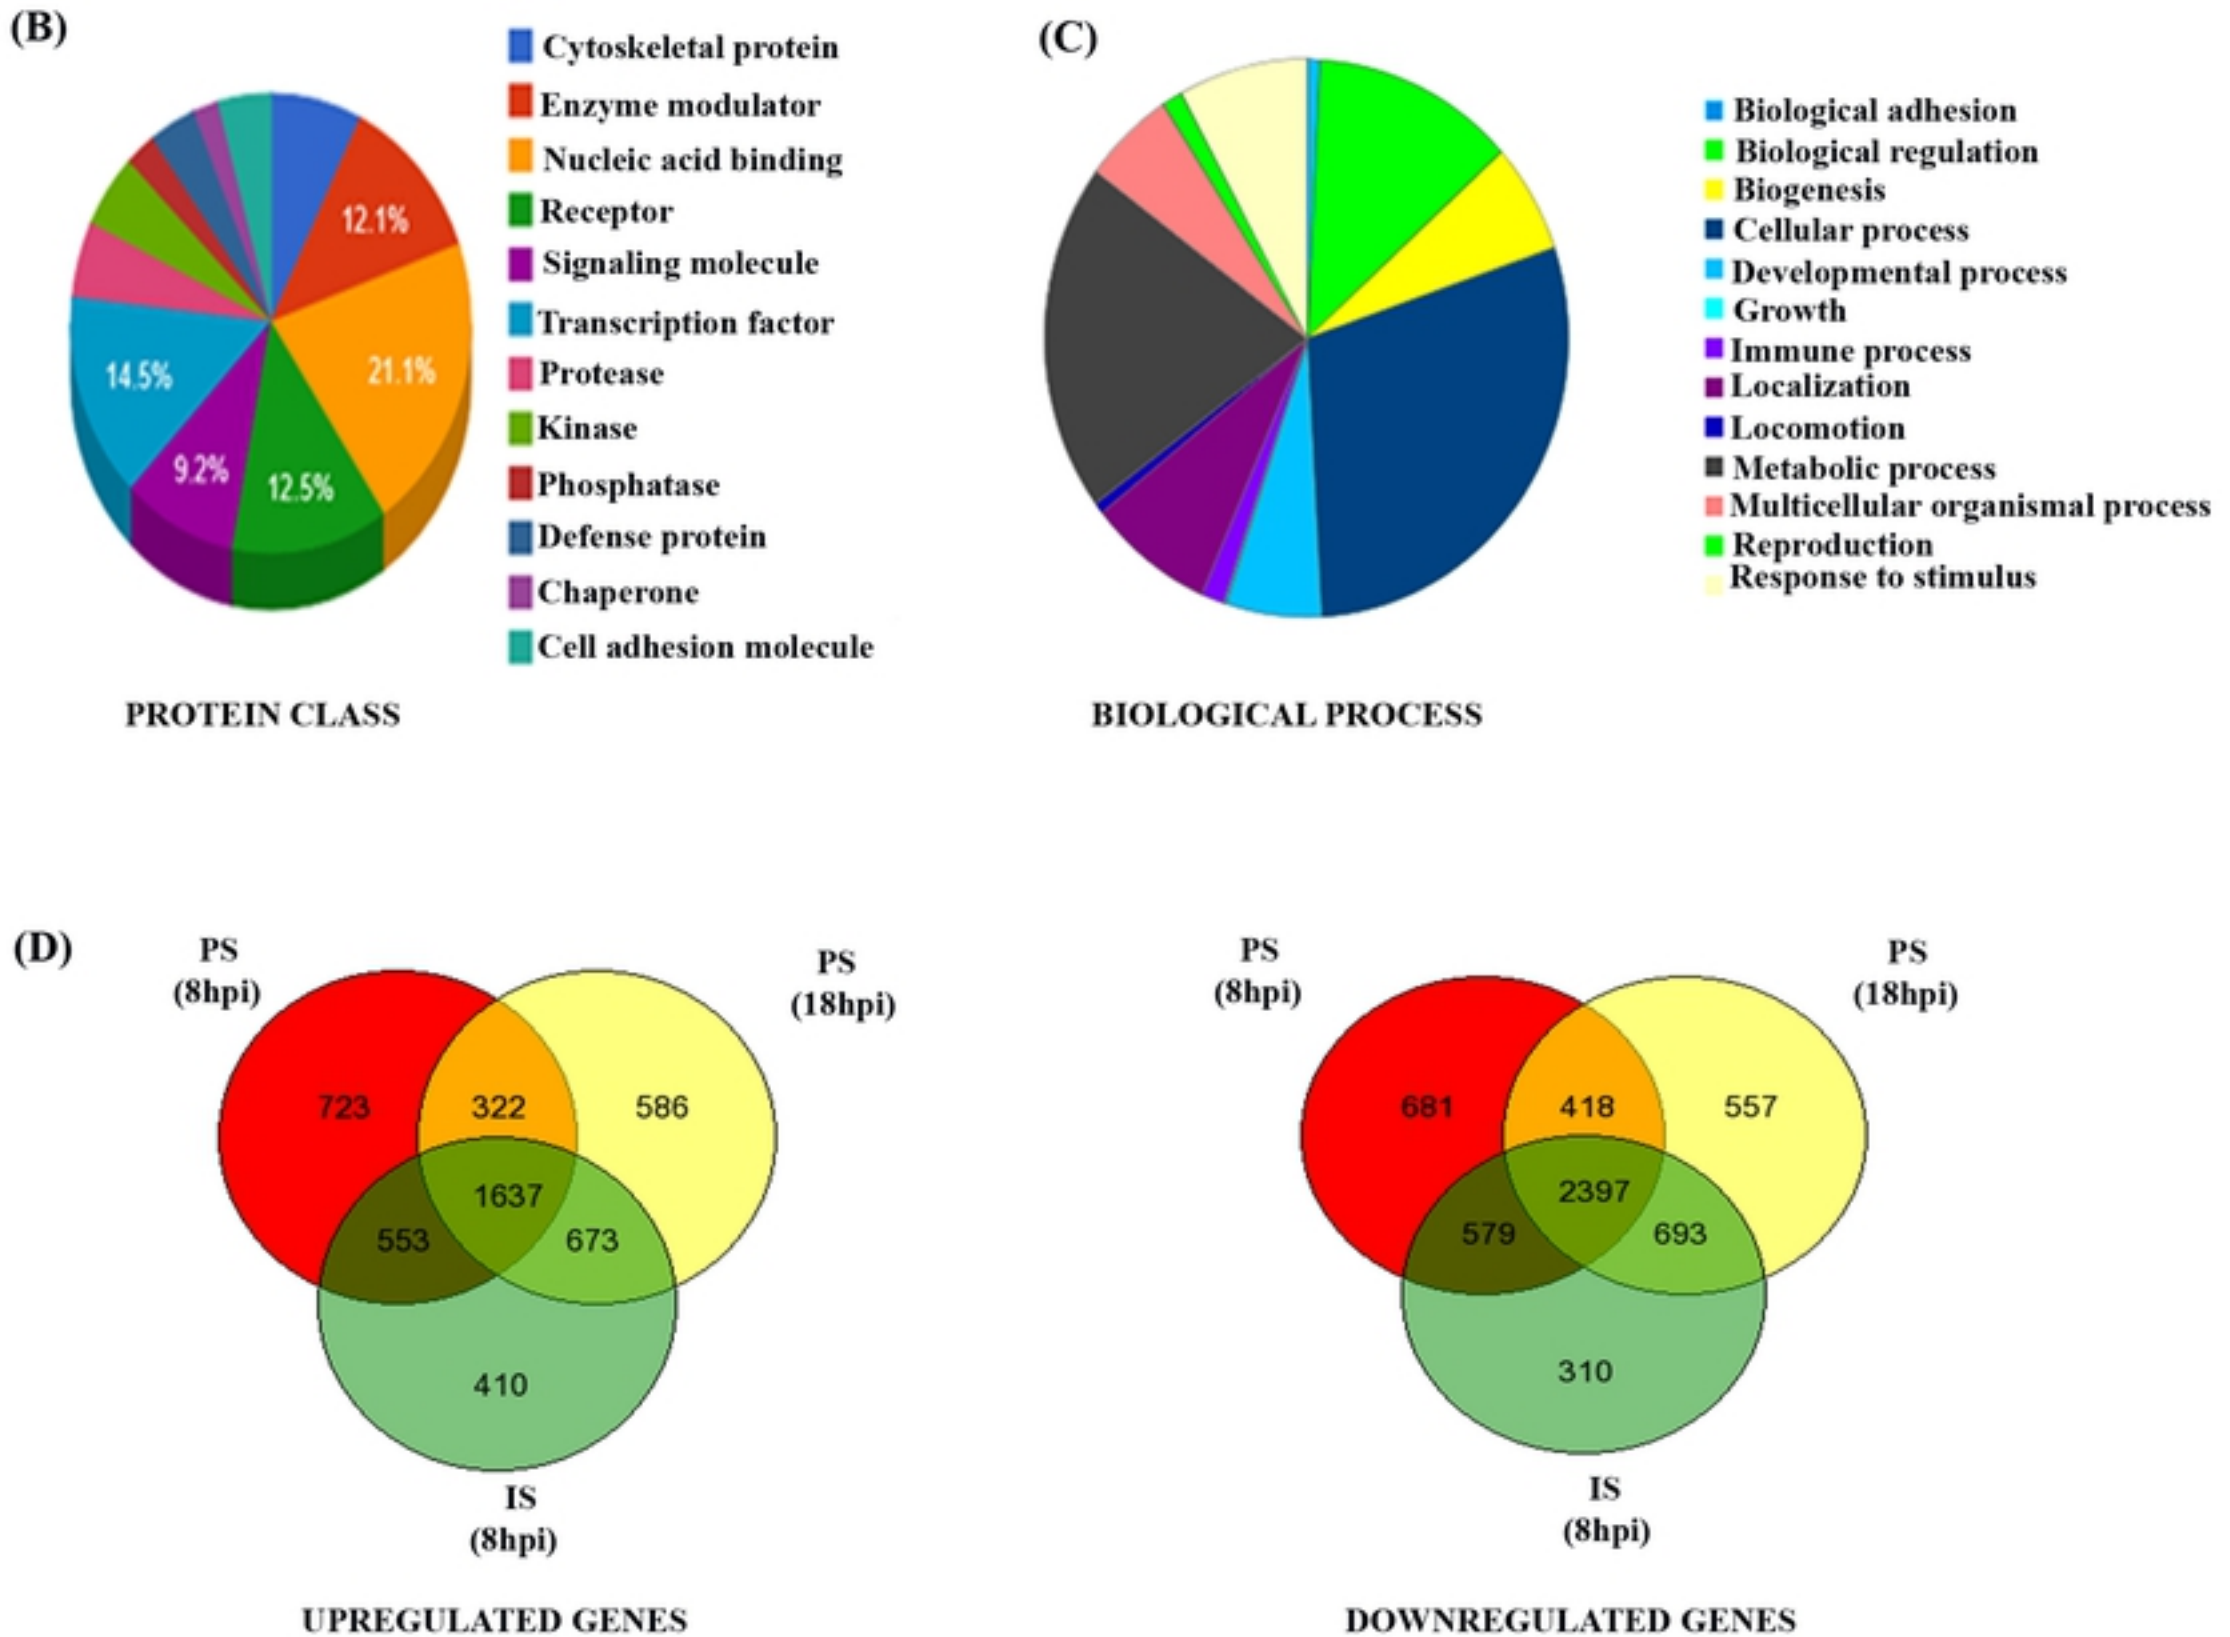 (B)
Cytoskeletal protein
Enzyme modulator
Nucleic acid binding
Receptor
Signaling molecule
Transcription factor
Protease
Kinase
Phosphatase
Defense protein
Chaperone
Cell adhesion molecule
12.1%
21.1%
12.5%
9.2%
14.5%
PROTEIN CLASS
(C)
Biological adhesion
Biological regulation
Biogenesis
Cellular process
Developmental process
Growth
Immune process
Localization
Locomotion
Metabolic process
Multicellular organismal process
Reproduction
Response to stimulus
BIOLOGICAL PROCESS
(D)
PS
(8hpi)
PS
(18hpi)
723
322
586
1637
553
673
410
IS
(8hpi)
UPREGULATED GENES
PS
(8hpi)
PS
(18hpi)
681
418
557
2397
579
693
310
IS
(8hpi)
DOWNREGULATED GENES